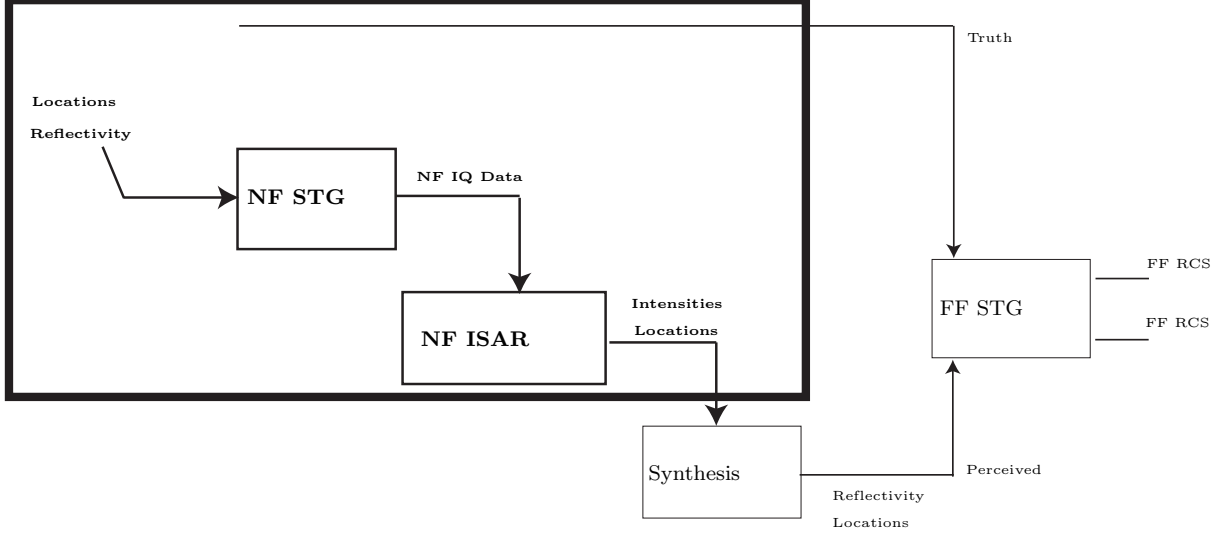 Truth
Locations
Reflectivity
NF STG
NF IQ Data
FF RCS
FF STG
FF RCS
Intensities
Locations
NF ISAR
Synthesis
Perceived
Reflectivity
Locations